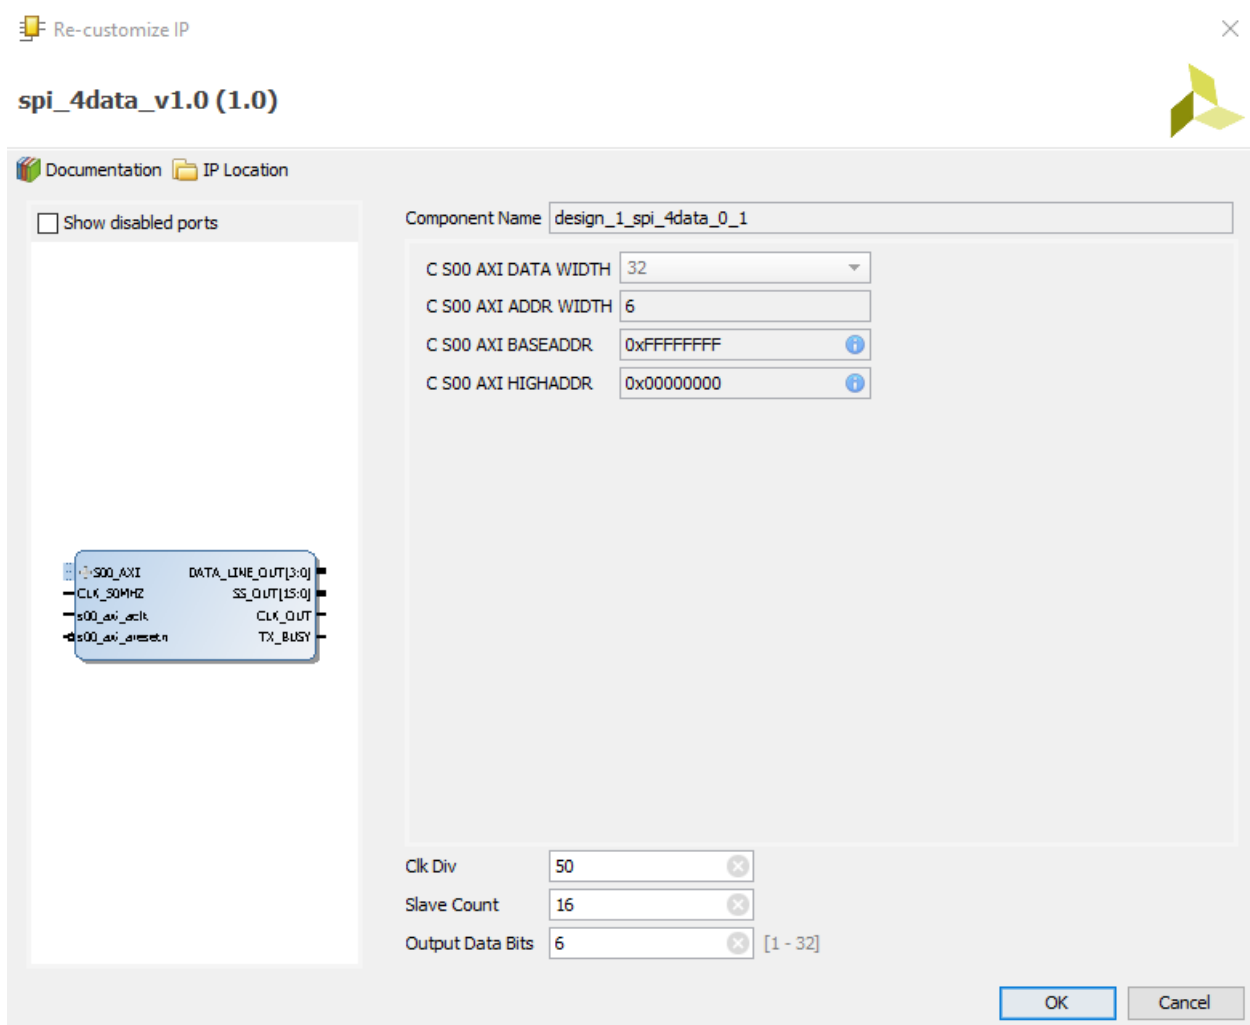 Re-customize IP
spi_4data_v1.0 (1.0)
Documentation IP Location
Show disabled ports
S00_AXI
CLK_50MHZ
s00_axi_aclk
s00_axi_aresetn
DATA_LINE_OUT[3:0]
SS_OUT[15:0]
CLK_OUT
TX_BUSY
Component Name design_1_spi_4data_0_1
C S00 AXI DATA WIDTH 32
C S00 AXI ADDR WIDTH 6
C S00 AXI BASEADDR 0xFFFFFFFF
C S00 AXI HIGHADDR 0x00000000
Clk Div 50
Slave Count 16
Output Data Bits 6 [1 - 32]
OK Cancel